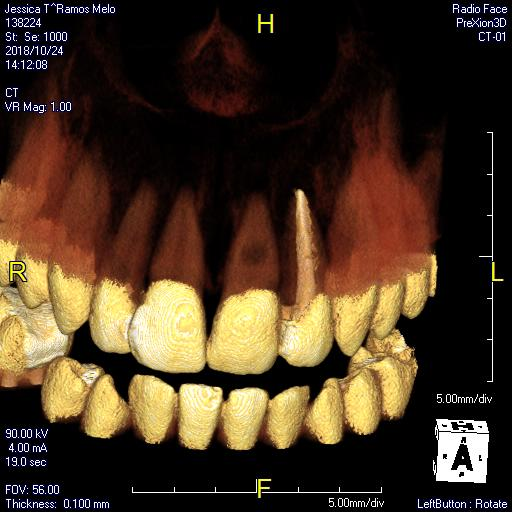 Jessica T^Ramos Melo
138224
St: Se: 1000
2018/10/24
14:12:08
CT
VR Mag: 1.00
H
Radio Face
PreXion3D
CT-01
R
L
5.00mm/div
90.00 kV
4.00 mA
19.0 sec
FOV: 56.00
Thickness: 0.100 mm
F
5.00mm/div
H
R
A
L
F
LeftButton : Rotate